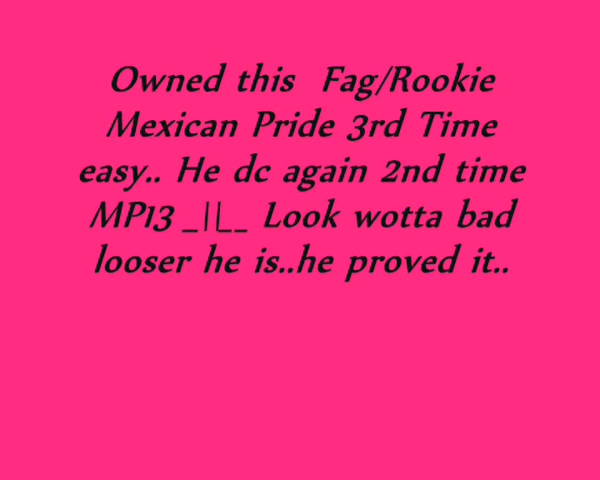 Owned this  Fag/Rookie
Mexican Pride 3rd Time
easy.. He dc again 2nd time
MP13 _||__ Look wotta bad
looser he is..he proved it..